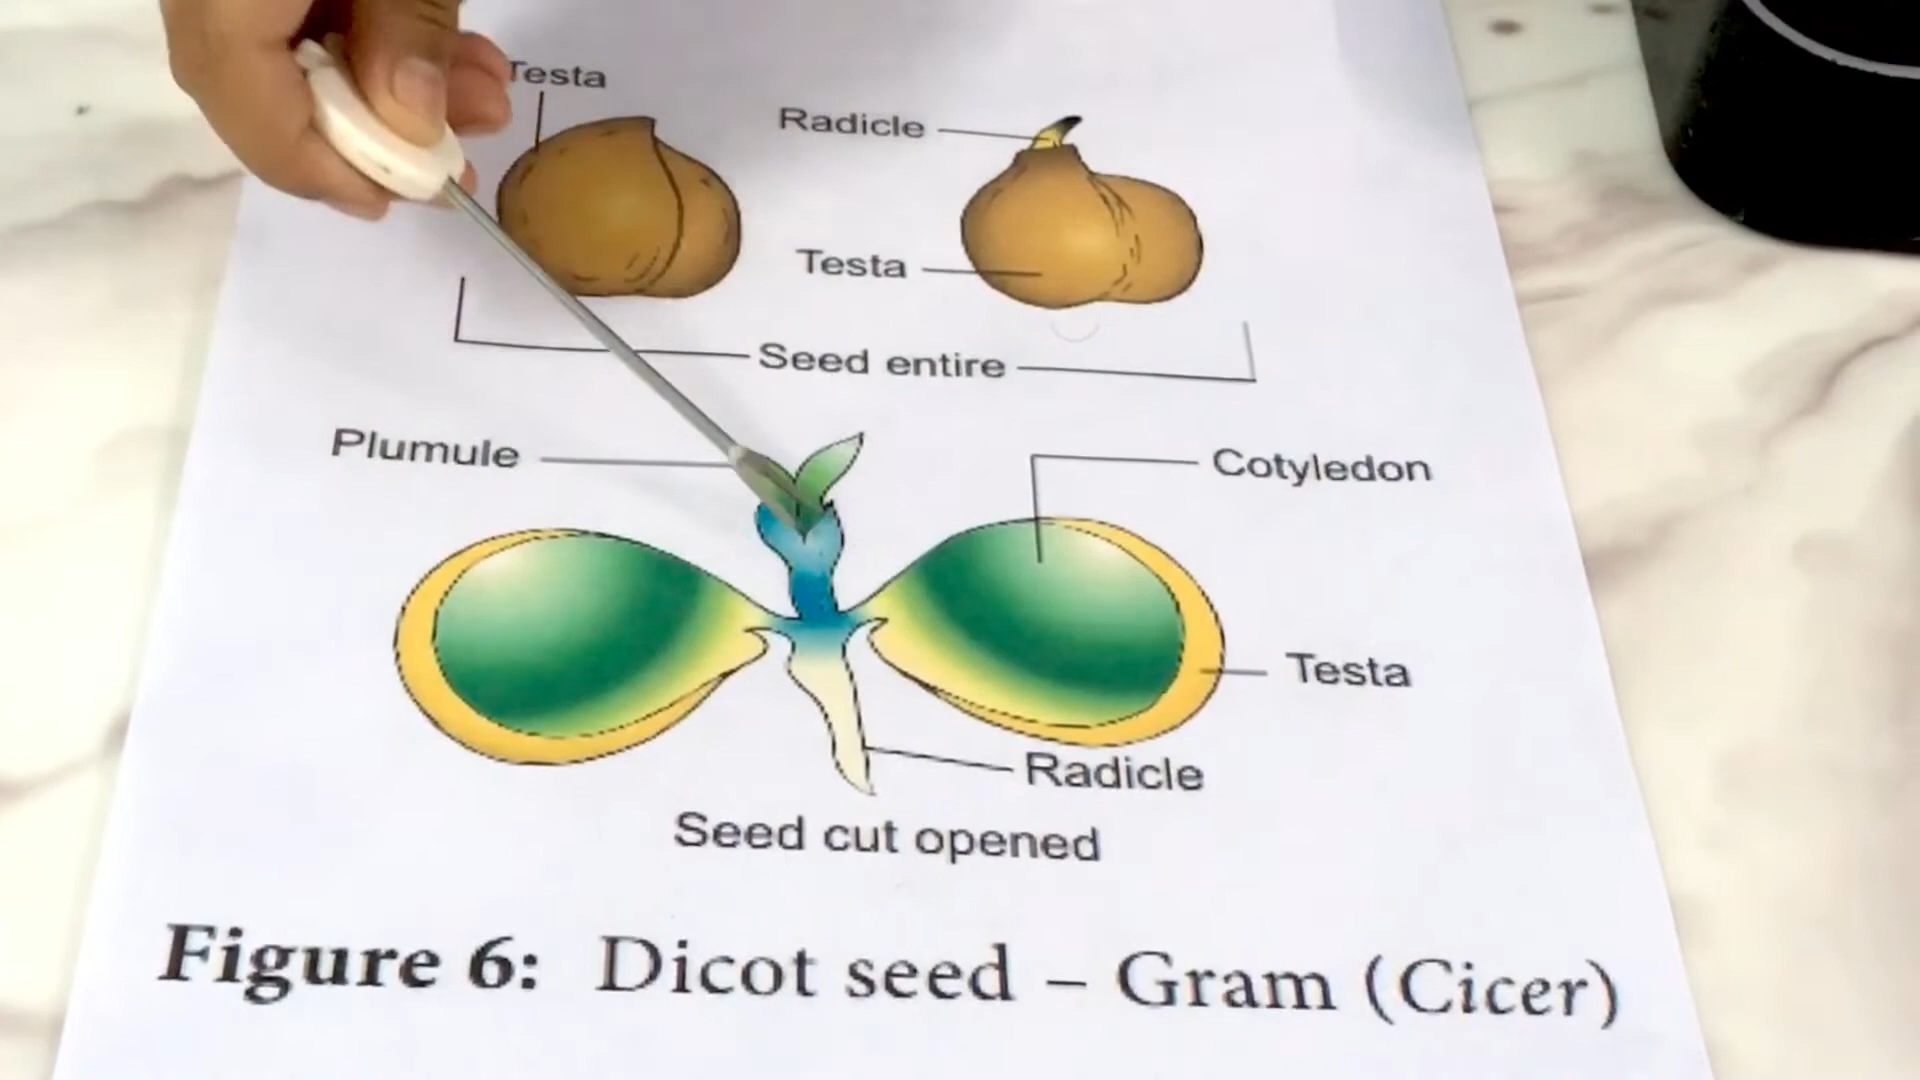 Testa
Radicle
Testa
Seed entire
Plumule
Cotyledon
Testa
Radicle
Seed cut opened
Figure 6: Dicot seed – Gram (Cicer)